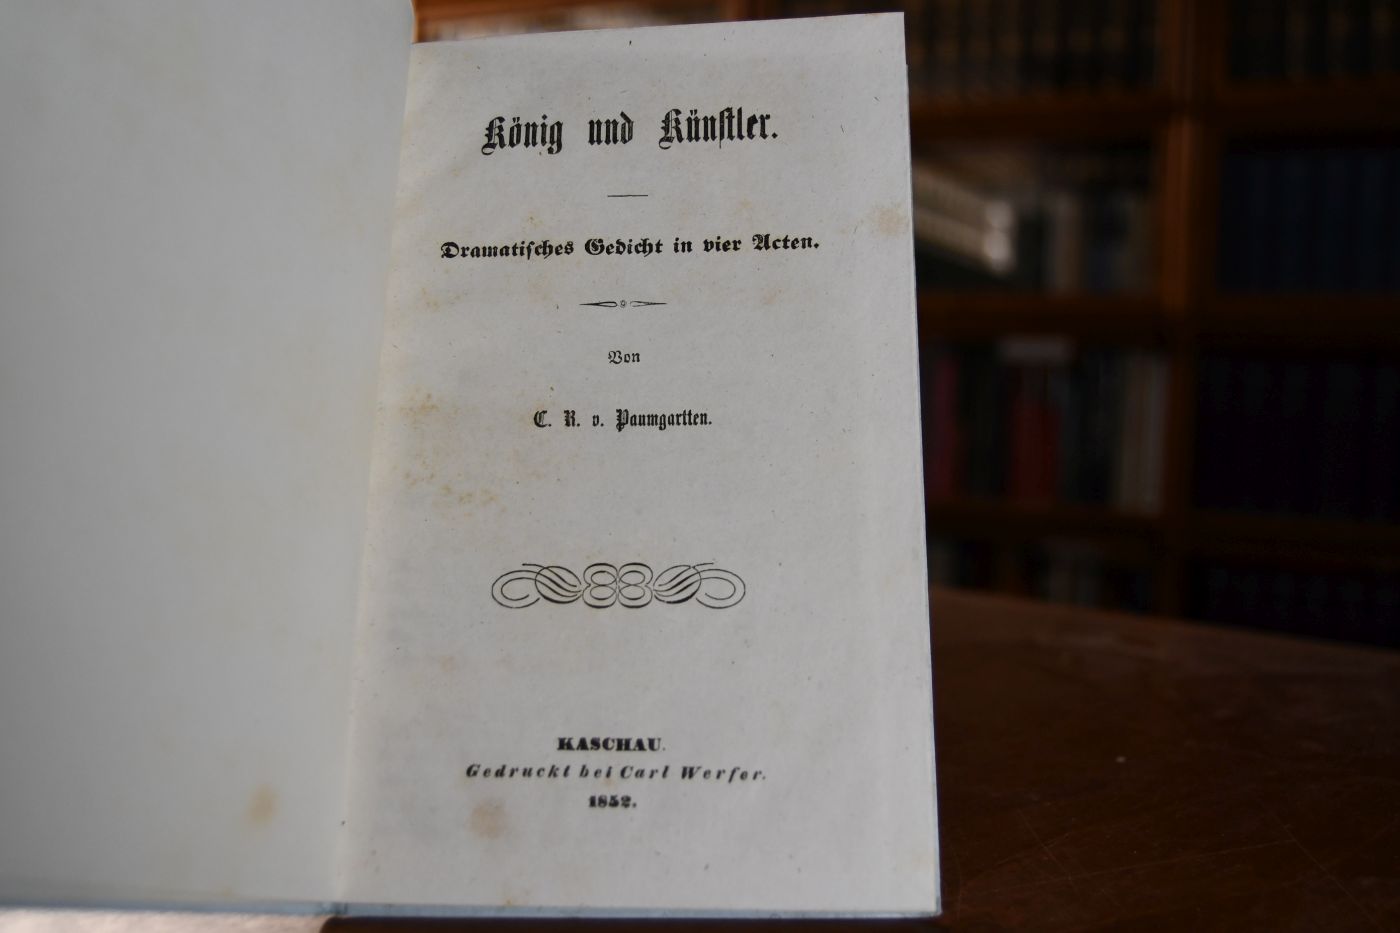 König und Künstler.
Dramatisches Gedicht in vier Acten.
Von
C. R. v. Paumgartten.
KASCHAU.
Gedruckt bei Carl Werfer.
1852.